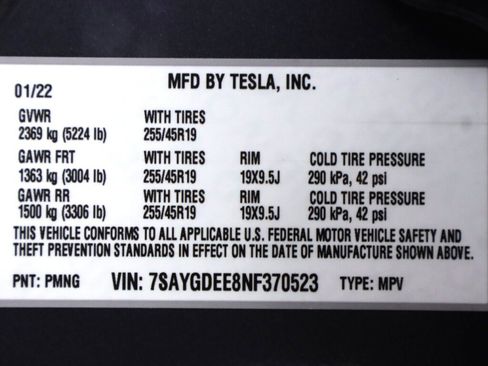 MFD BY TESLA, INC.
01/22
GVWR WITH TIRES
2369 kg (5224 lb) 255/45R19
GAWR FRT WITH TIRES RIM COLD TIRE PRESSURE
1363 kg (3004 lb) 255/45R19 19X9.5J 290 kPa, 42 psi
GAWR RR WITH TIRES RIM COLD TIRE PRESSURE
1500 kg (3306 lb) 255/45R19 19X9.5J 290 kPa, 42 psi
THIS VEHICLE CONFORMS TO ALL APPLICABLE U.S. FEDERAL MOTOR VEHICLE SAFETY AND
THEFT PREVENTION STANDARDS IN EFFECT ON THE DATE OF MANUFACTURE SHOWN ABOVE.
PNT: PMNG VIN: 7SAYGDEE8NF370523 TYPE: MPV